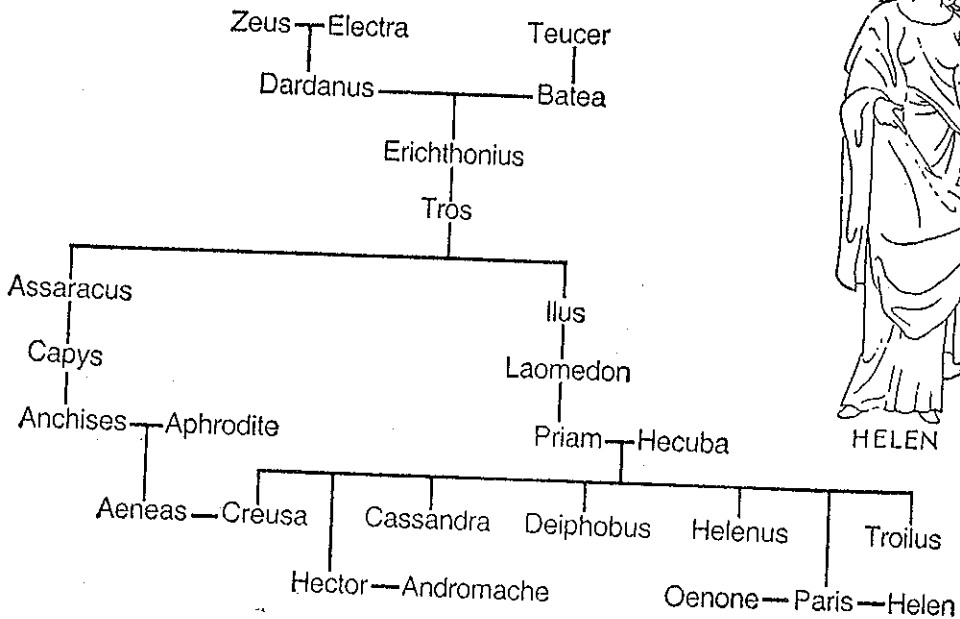 Zeus Electra Teucer
Dardanus Batea
Erichthonius
Tros
Assaracus Ilus
Capys Laomedon
Anchises Aphrodite Priam Hecuba
HELEN
Aeneas Creusa Cassandra Deiphobus Helenus Troilus
Hector Andromache Oenone Paris Helen